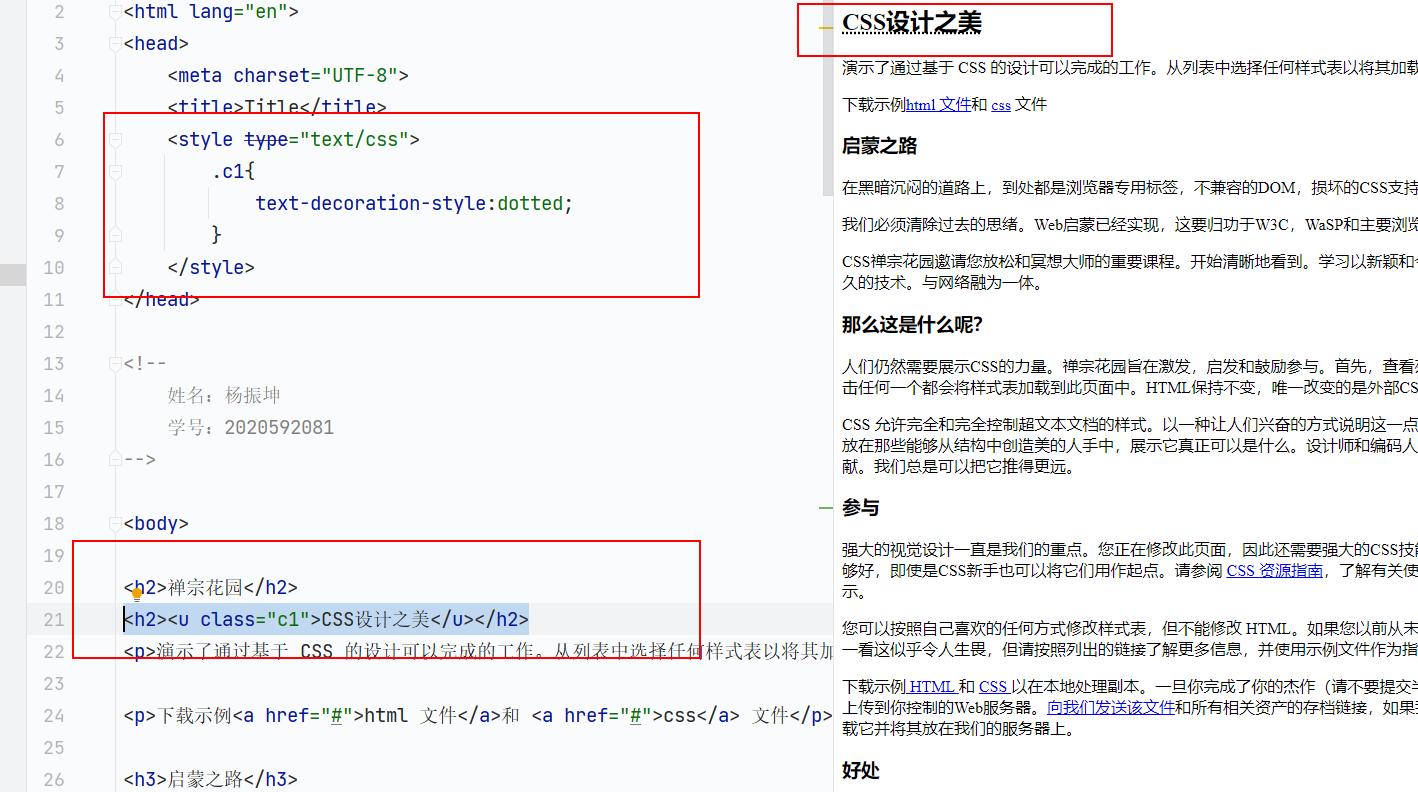 2 <html lang="en">
3 <head>
4 <meta charset="UTF-8">
5 <title>Title</title>
6 <style type="text/css">
7 .c1{
8 text-decoration-style:dotted;
9 }
10 </style>
11 </head>
12
13 <!--
14 姓名：杨振坤
15 学号：2020592081
16 -->
17
18 <body>
19
20 <h2>禅宗花园</h2>
21 <h2><u class="c1">CSS设计之美</u></h2>
22 <p>演示了通过基于 CSS 的设计可以完成的工作。从列表中选择任何样式表以将其加
23
24 <p>下载示例<a href="#">html 文件</a>和 <a href="#">css</a> 文件</p>
25
26 <h3>启蒙之路</h3>
CSS设计之美
演示了通过基于 CSS 的设计可以完成的工作。从列表中选择任何样式表以将其加载
下载示例html 文件和 css 文件
启蒙之路
在黑暗沉闷的道路上，到处都是浏览器专用标签，不兼容的DOM，损坏的CSS支持
我们必须清除过去的思绪。Web启蒙已经实现，这要归功于W3C，WaSP和主要浏览
CSS禅宗花园邀请您放松和冥想大师的重要课程。开始清晰地看到。学习以新颖和
久的技术。与网络融为一体。
那么这是什么呢？
人们仍然需要展示CSS的力量。禅宗花园旨在激发，启发和鼓励参与。首先，查看
击任何一个都会将样式表加载到此页面中。HTML保持不变，唯一改变的是外部CS
CSS 允许完全和完全控制超文本文档的样式。以一种让人们兴奋的方式说明这一点
放在那些能够从结构中创造美的人手中，展示它真正可以是什么。设计师和编码人
献。我们总是可以把它推得更远。
参与
强大的视觉设计一直是我们的重点。您正在修改此页面，因此还需要强大的CSS技能
够好，即使是CSS新手也可以将它们用作起点。请参阅 CSS 资源指南，了解有关使
示。
您可以按照自己喜欢的任何方式修改样式表，但不能修改 HTML。如果您以前从未
一看这似乎令人生畏，但请按照列出的链接了解更多信息，并使用示例文件作为指
下载示例 HTML 和 CSS 以在本地处理副本。一旦你完成了你的杰作（请不要提交半
上传到你控制的Web服务器。向我们发送该文件和所有相关资产的存档链接，如果我
载它并将其放在我们的服务器上。
好处